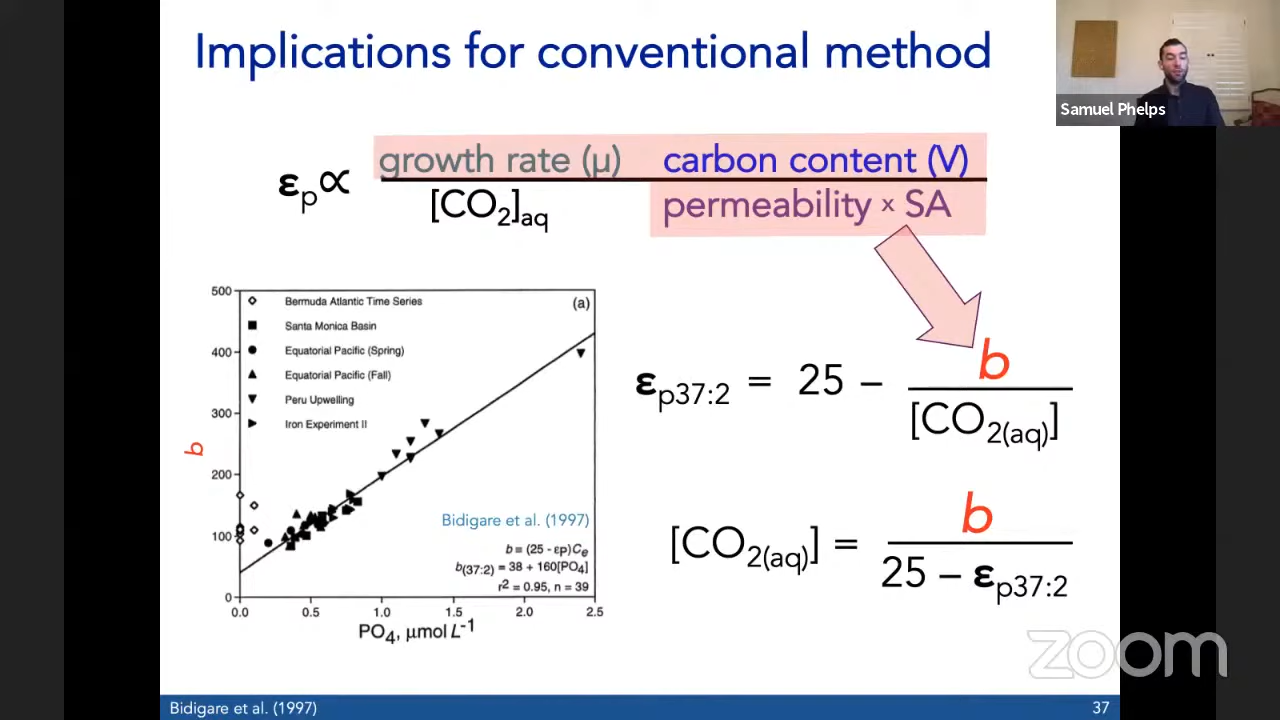 Implications for conventional method
Samuel Phelps
εp∝
growth rate (μ) carbon content (V)
[CO2]aq permeability × SA
500
400
300
200
100
0
b
Bermuda Atlantic Time Series
(a)
Santa Monica Basin
Equatorial Pacific (Spring)
Equatorial Pacific (Fall)
Peru Upwelling
Iron Experiment II
Bidigare et al. (1997)
b = (25 - εp)Ce
b(37:2) = 38 + 160[PO4]
r2 = 0.95, n = 39
0.0 0.5 1.0 1.5 2.0 2.5
PO4, μmol L-1
εp37:2 = 25 – b
[CO2(aq)]
[CO2(aq)] = b
25 – εp37:2
zoom
Bidigare et al. (1997)
37